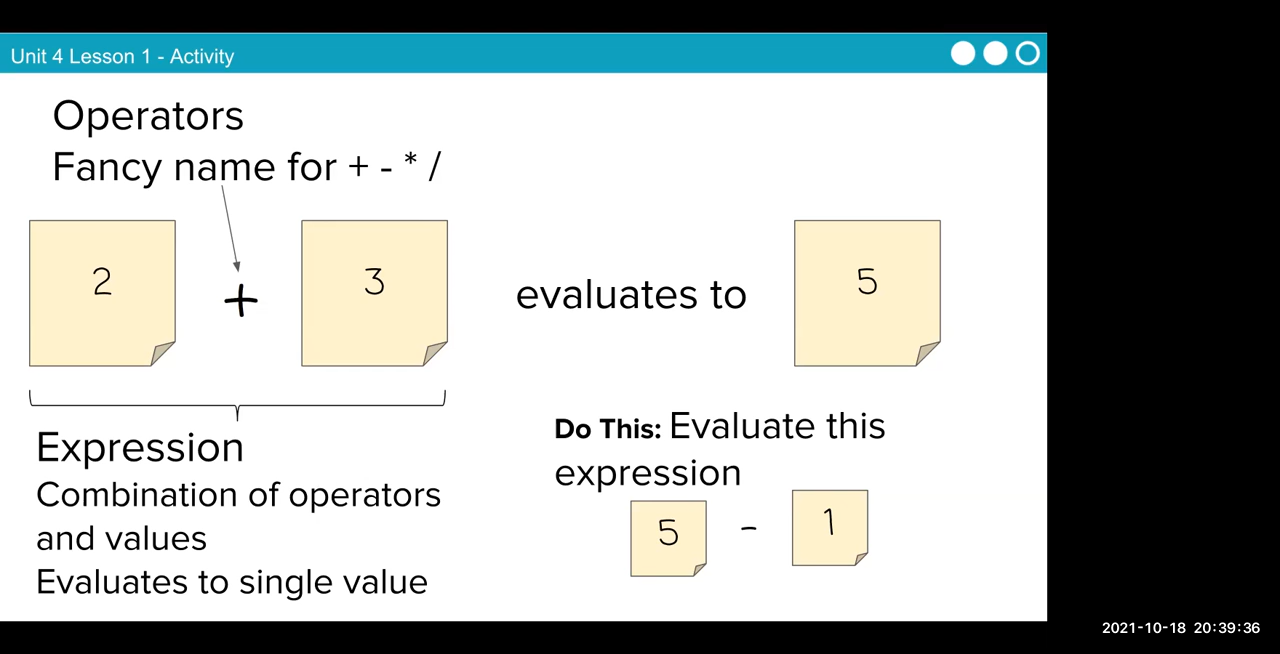 Unit 4 Lesson 1 - Activity
Operators
Fancy name for + - * /
2 + 3 evaluates to 5
Expression
Combination of operators
and values
Evaluates to single value
Do This: Evaluate this
expression
5 - 1
2021-10-18 20:39:36